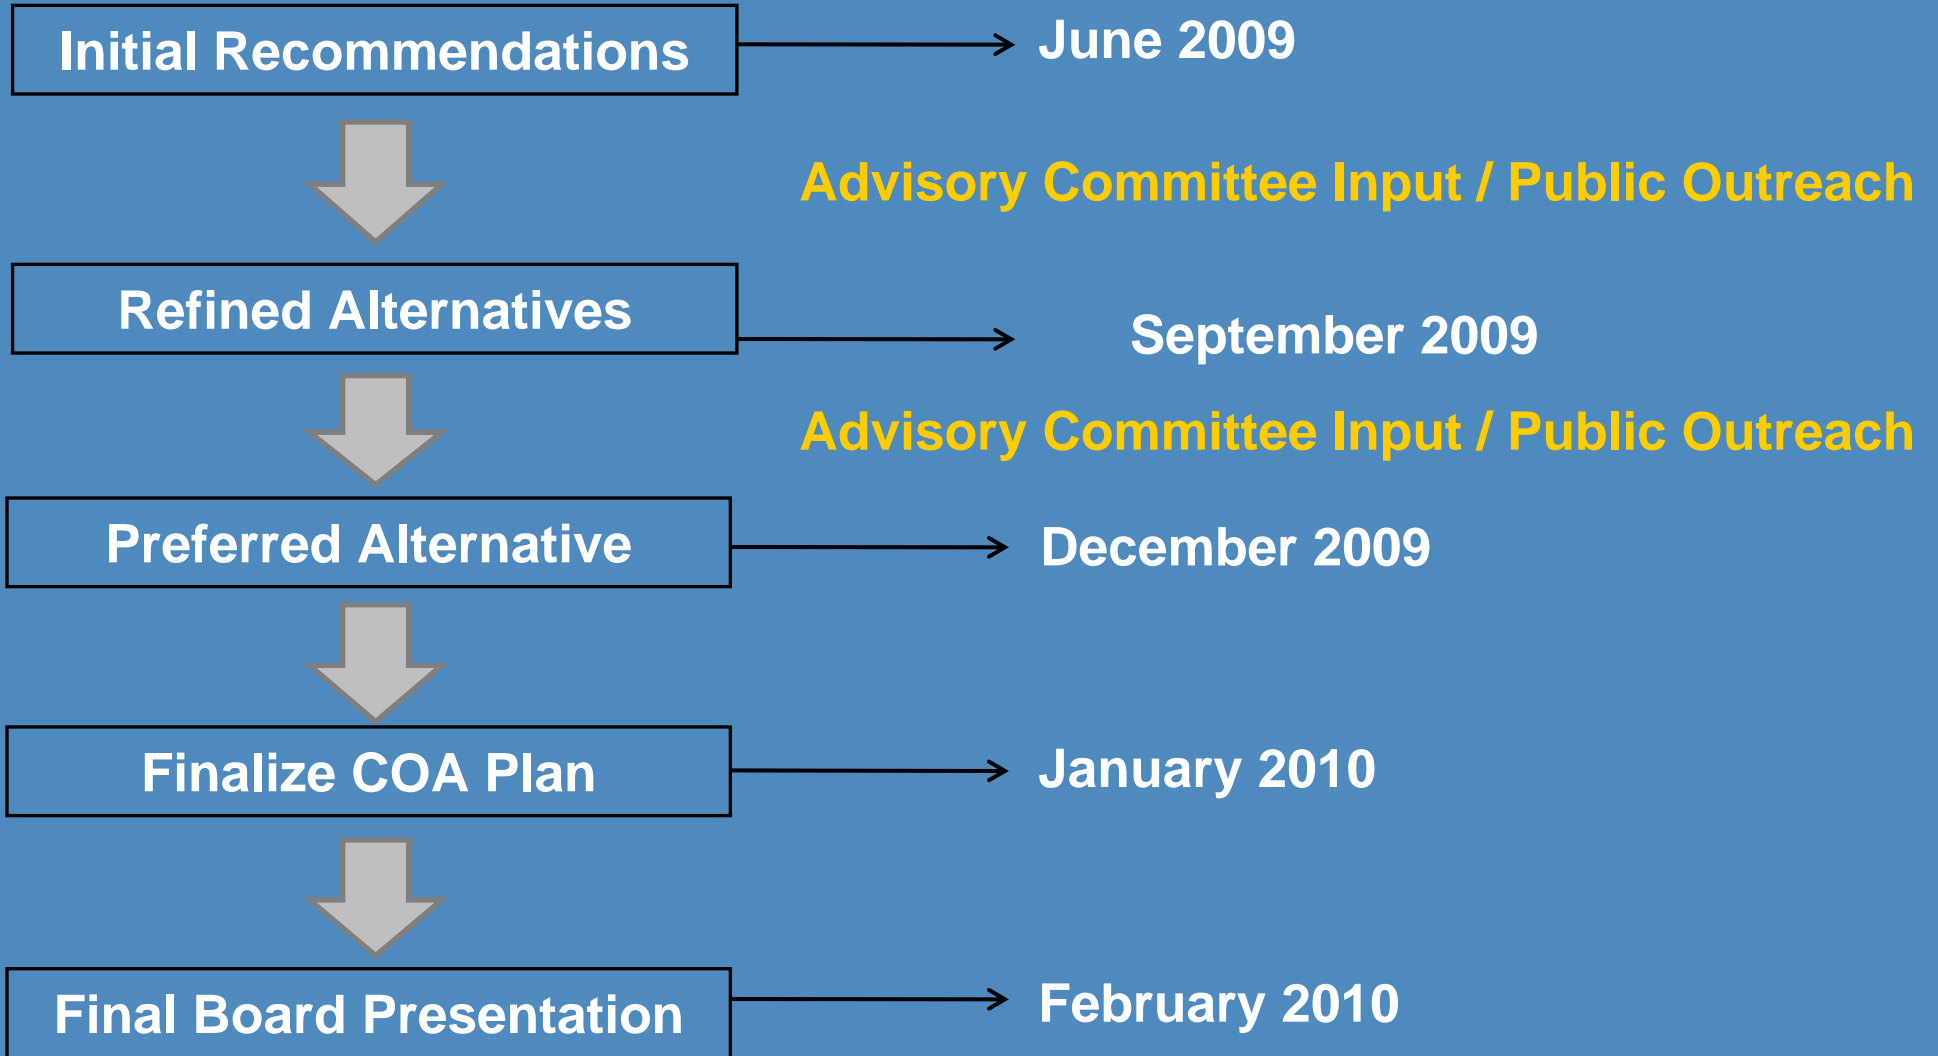 Initial Recommendations
June 2009
Advisory Committee Input / Public Outreach
Refined Alternatives
September 2009
Advisory Committee Input / Public Outreach
Preferred Alternative
December 2009
Finalize COA Plan
January 2010
Final Board Presentation
February 2010